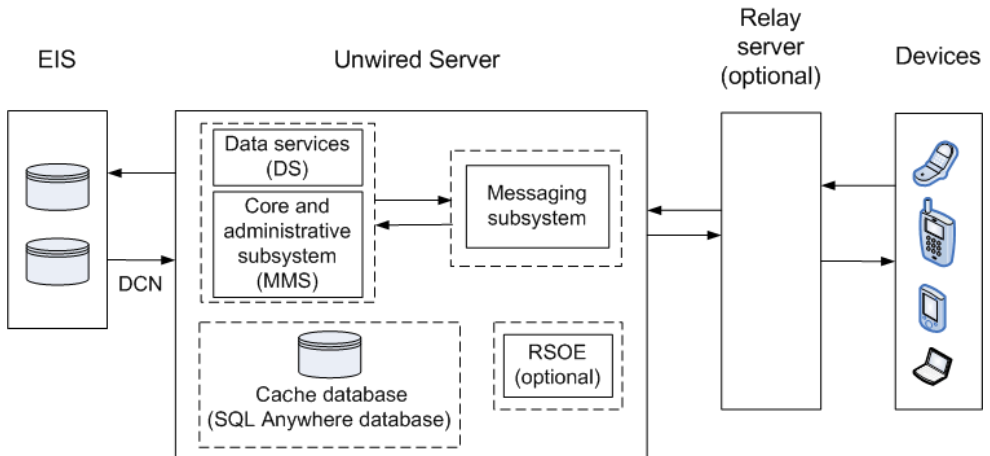 EIS
Unwired Server
Relay
server
(optional)
Devices
Data services
(DS)
Core and
administrative
subsystem
(MMS)
Messaging
subsystem
DCN
Cache database
(SQL Anywhere database)
RSOE
(optional)